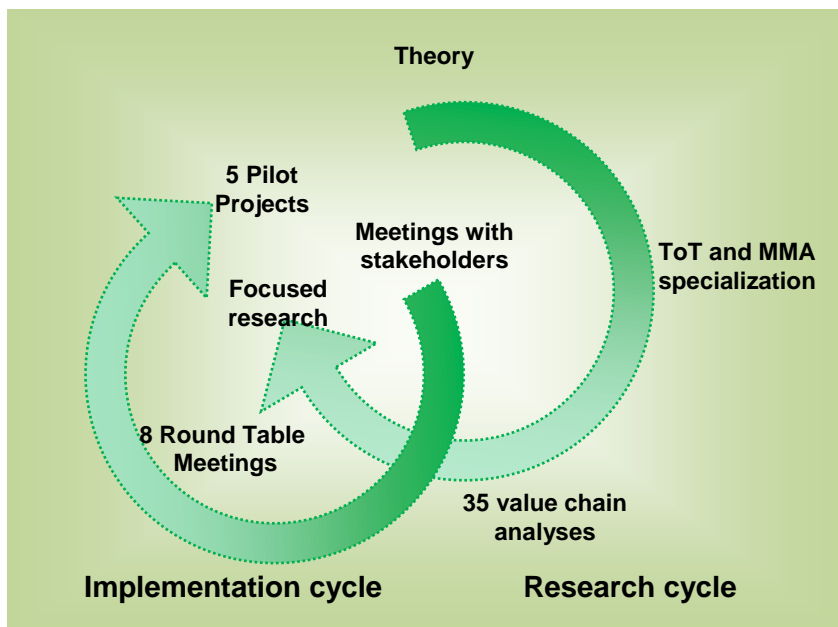 Theory
5 Pilot
Projects
Meetings with
stakeholders
ToT and MMA
specialization
Focused
research
8 Round Table
Meetings
35 value chain
analyses
Implementation cycle
Research cycle